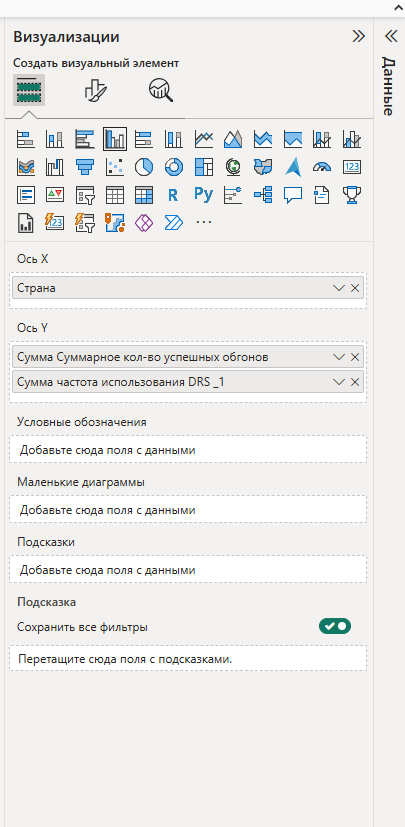 Визуализации
Создать визуальный элемент
Данные
123
R
Py
123
Ось X
Страна
Ось Y
Сумма Суммарное кол-во успешных обгонов
Сумма частота использования DRS _1
Условные обозначения
Добавьте сюда поля с данными
Маленькие диаграммы
Добавьте сюда поля с данными
Подсказки
Добавьте сюда поля с данными
Подсказка
Сохранить все фильтры
Перетащите сюда поля с подсказками.